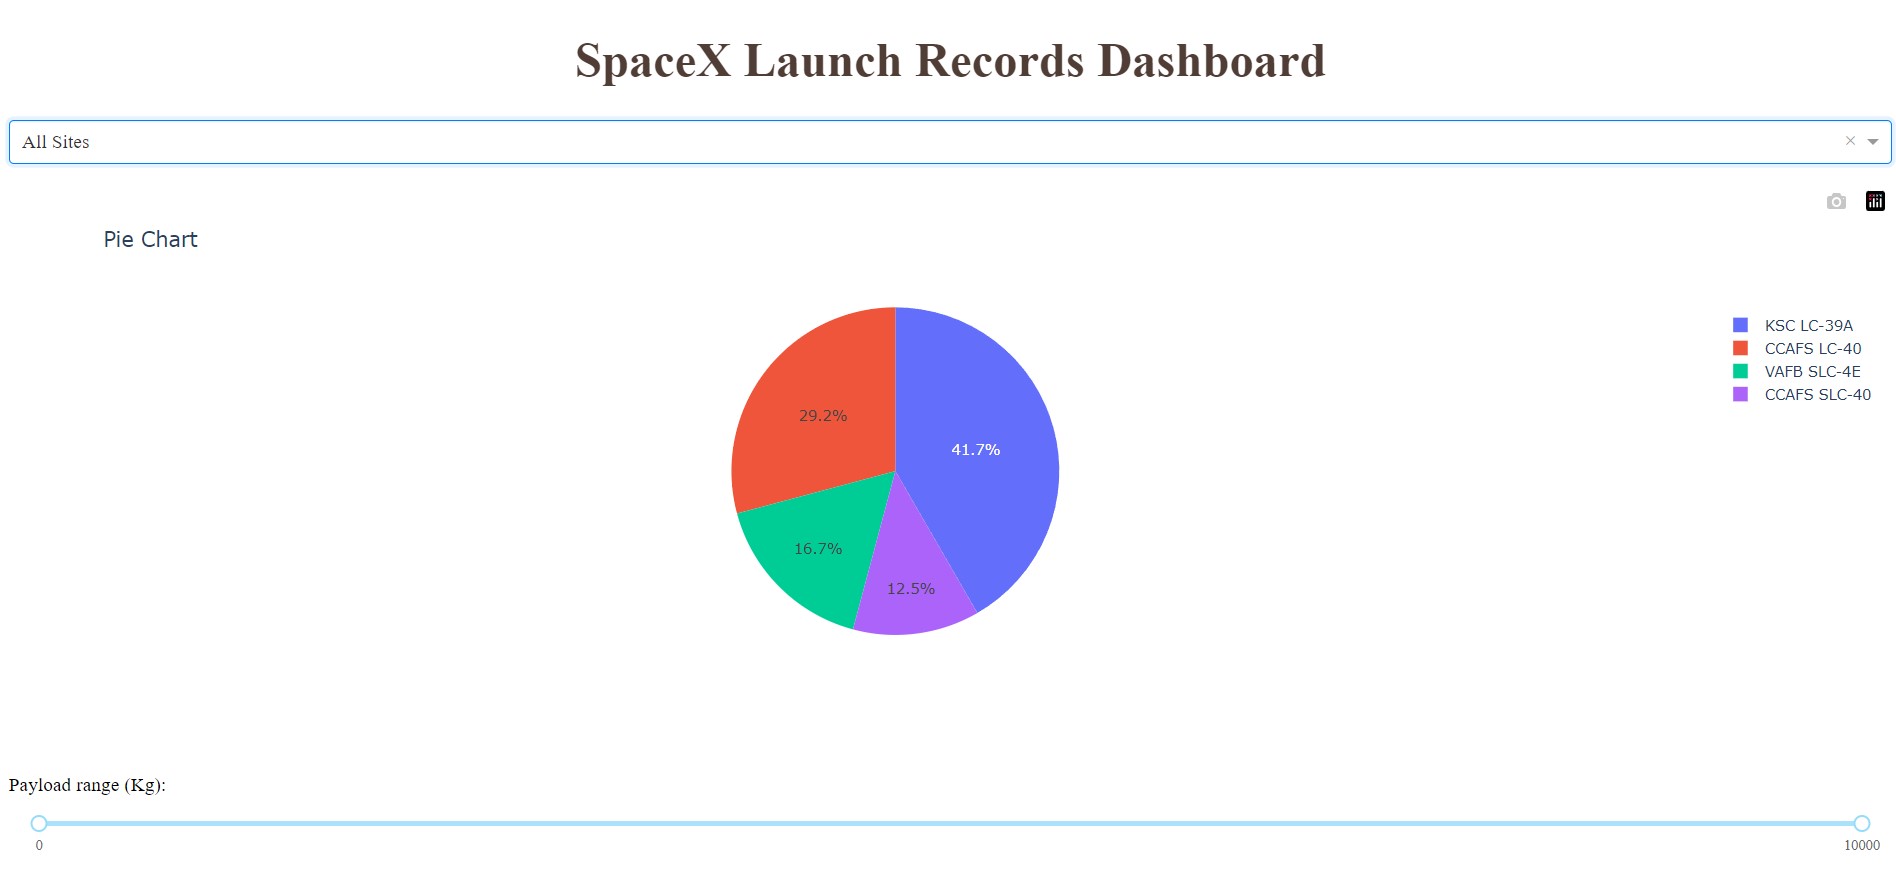 SpaceX Launch Records Dashboard
All Sites
Pie Chart
KSC LC-39A
CCAFS LC-40
VAFB SLC-4E
CCAFS SLC-40
29.2%
41.7%
16.7%
12.5%
Payload range (Kg):
0
10000